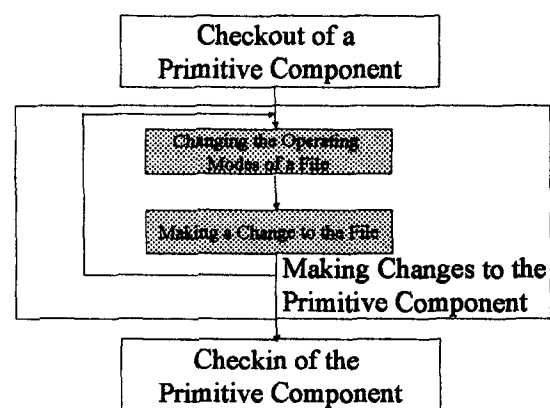 Checkout of a
Primitive Component
Changing the Operating
Modes of a File
Making a Change to the File
Making Changes to the
Primitive Component
Checkin of the
Primitive Component